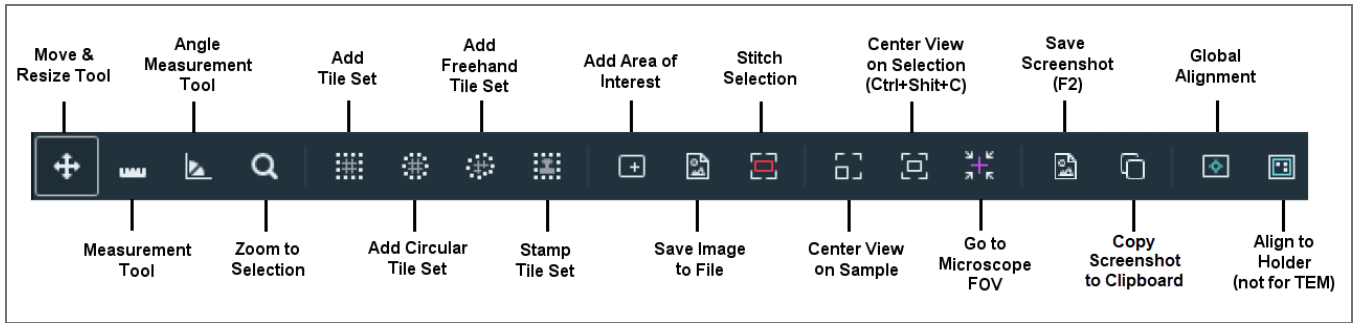 Move &
Resize Tool
Angle
Measurement
Tool
Add
Tile Set
Add
Freehand
Tile Set
Add Area of
Interest
Stitch
Selection
Center View
on Selection
(Ctrl+Shit+C)
Save
Screenshot
(F2)
Global
Alignment
Measurement
Tool
Zoom to
Selection
Add Circular
Tile Set
Stamp
Tile Set
Save Image
to File
Center View
on Sample
Go to
Microscope
FOV
Copy
Screenshot
to Clipboard
Align to
Holder
(not for TEM)